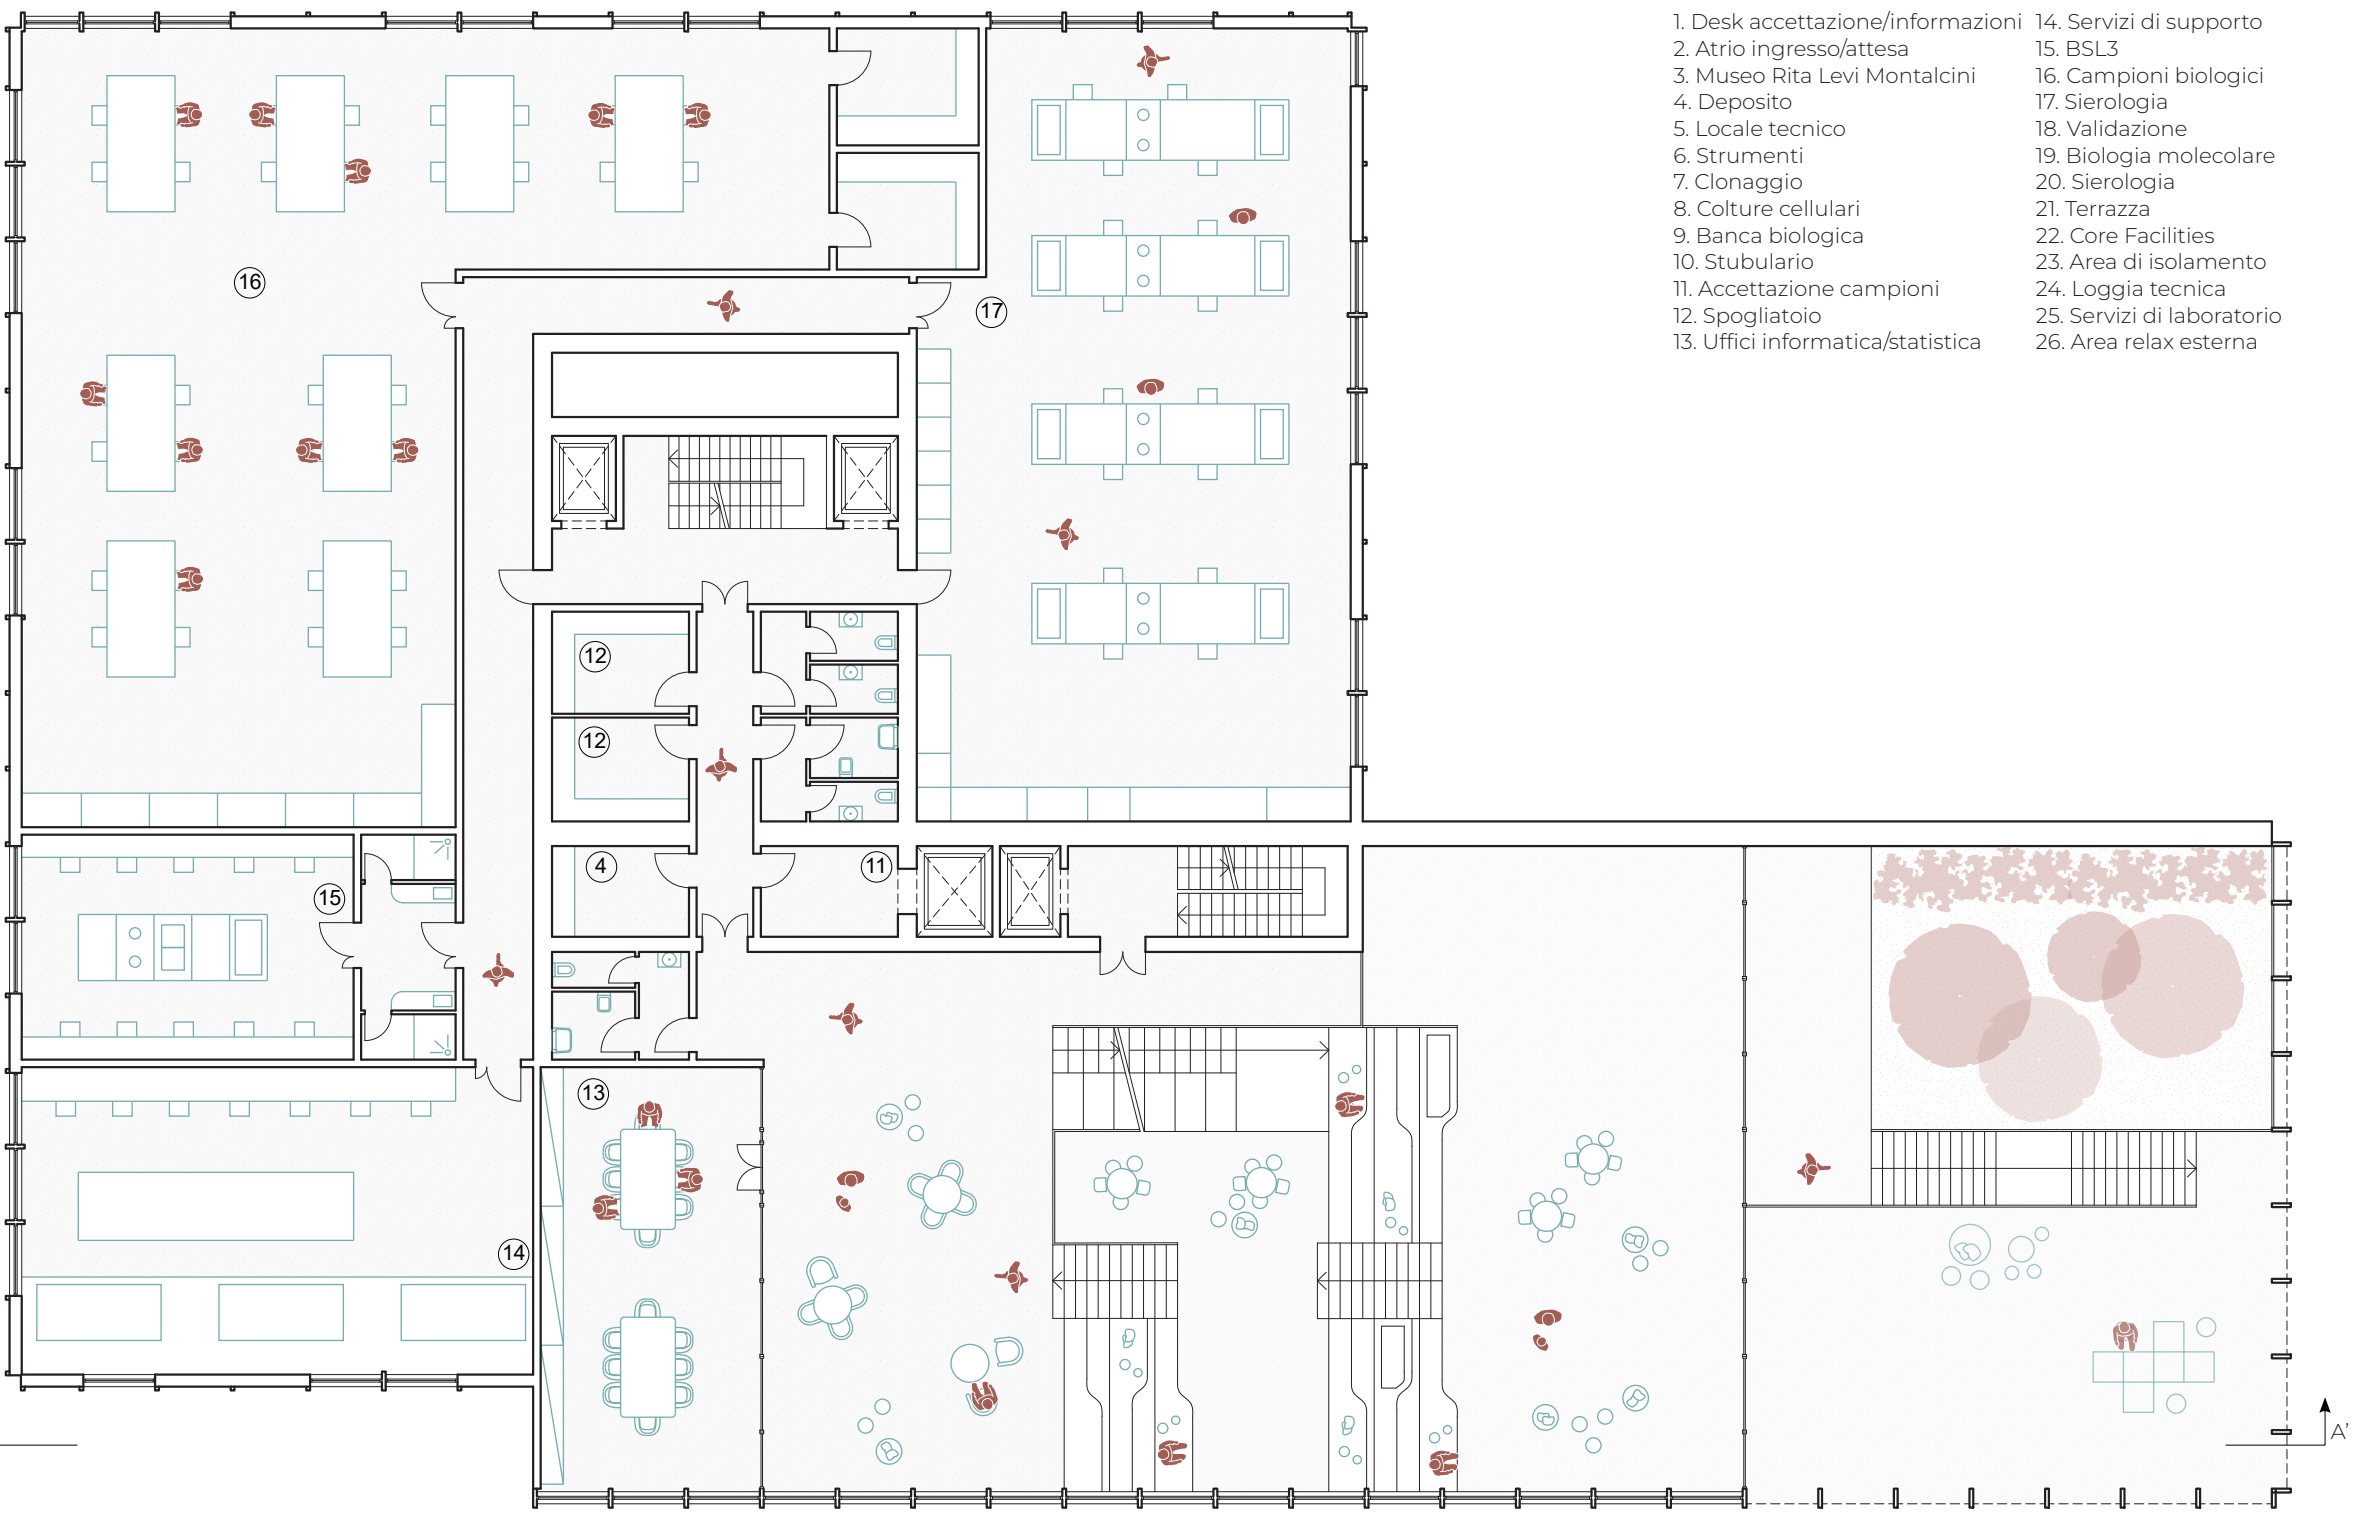 1. Desk accettazione/informazioni
2. Atrio ingresso/attesa
3. Museo Rita Levi Montalcini
4. Deposito
5. Locale tecnico
6. Strumenti
7. Clonaggio
8. Colture cellulari
9. Banca biologica
10. Stubulario
11. Accettazione campioni
12. Spogliatoio
13. Uffici informatica/statistica
14. Servizi di supporto
15. BSL3
16. Campioni biologici
17. Sierologia
18. Validazione
19. Biologia molecolare
20. Sierologia
21. Terrazza
22. Core Facilities
23. Area di isolamento
24. Loggia tecnica
25. Servizi di laboratorio
26. Area relax esterna
16
17
12
12
4
11
15
13
14
A'